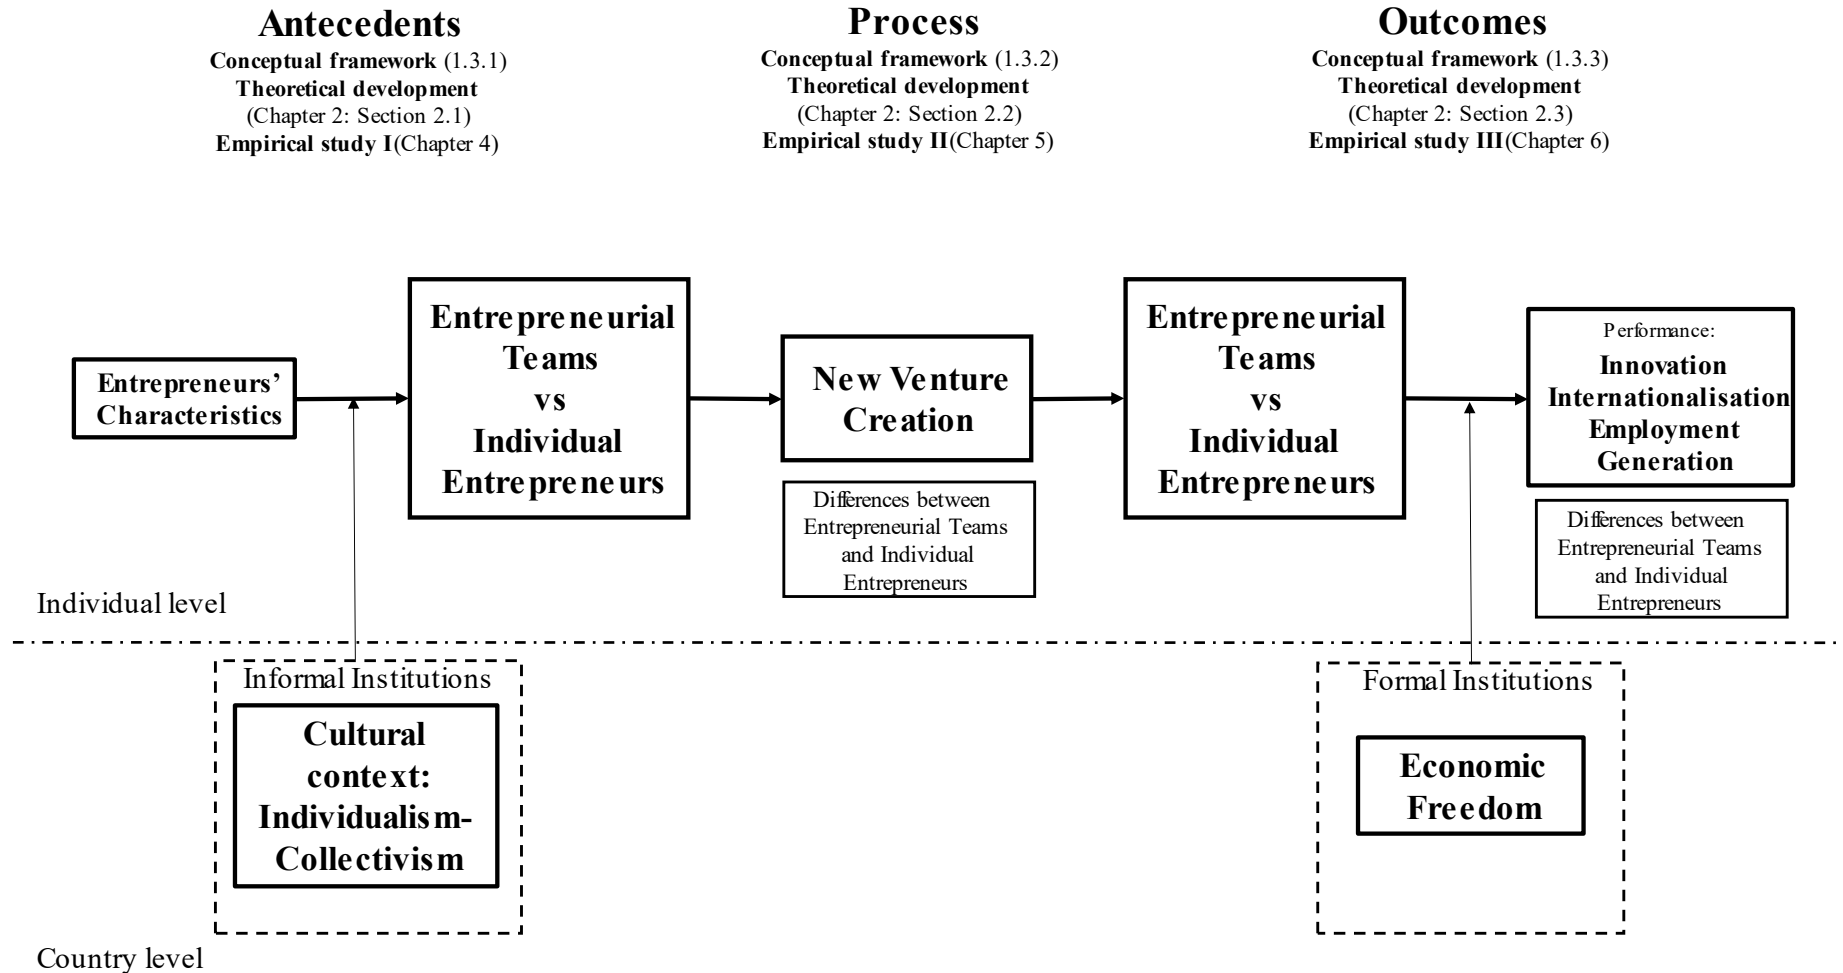 Antecedents
Conceptual framework (1.3.1)
Theoretical development
(Chapter 2: Section 2.1)
Empirical study I(Chapter 4)
Process
Conceptual framework (1.3.2)
Theoretical development
(Chapter 2: Section 2.2)
Empirical study II(Chapter 5)
Outcomes
Conceptual framework (1.3.3)
Theoretical development
(Chapter 2: Section 2.3)
Empirical study III(Chapter 6)
Entrepreneurs’
Characteristics
Entrepreneurial
Teams
vs
Individual
Entrepreneurs
New Venture
Creation
Differences between
Entrepreneurial Teams
and Individual
Entrepreneurs
Entrepreneurial
Teams
vs
Individual
Entrepreneurs
Performance:
Innovation
Internationalisation
Employment
Generation
Differences between
Entrepreneurial Teams
and Individual
Entrepreneurs
Individual level
Informal Institutions
Cultural
context:
Individualism-
Collectivism
Formal Institutions
Economic
Freedom
Country level